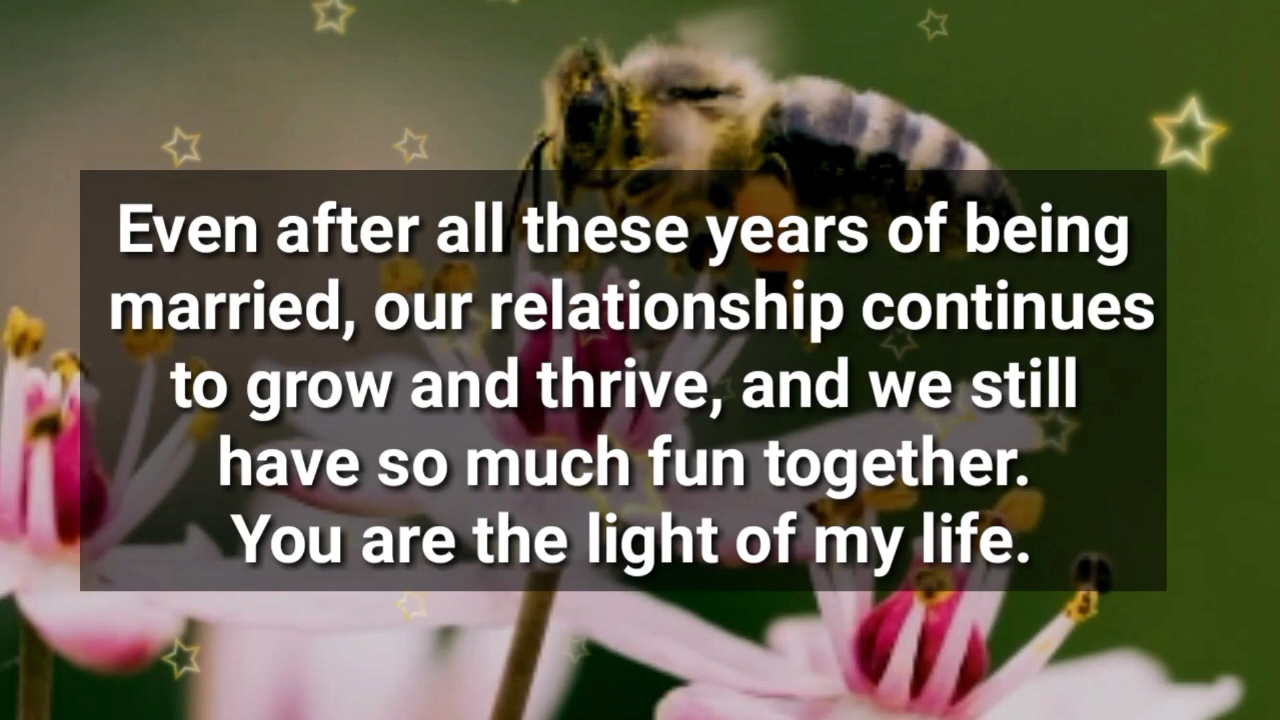 Even after all these years of being
married, our relationship continues
to grow and thrive, and we still
have so much fun together.
You are the light of my life.